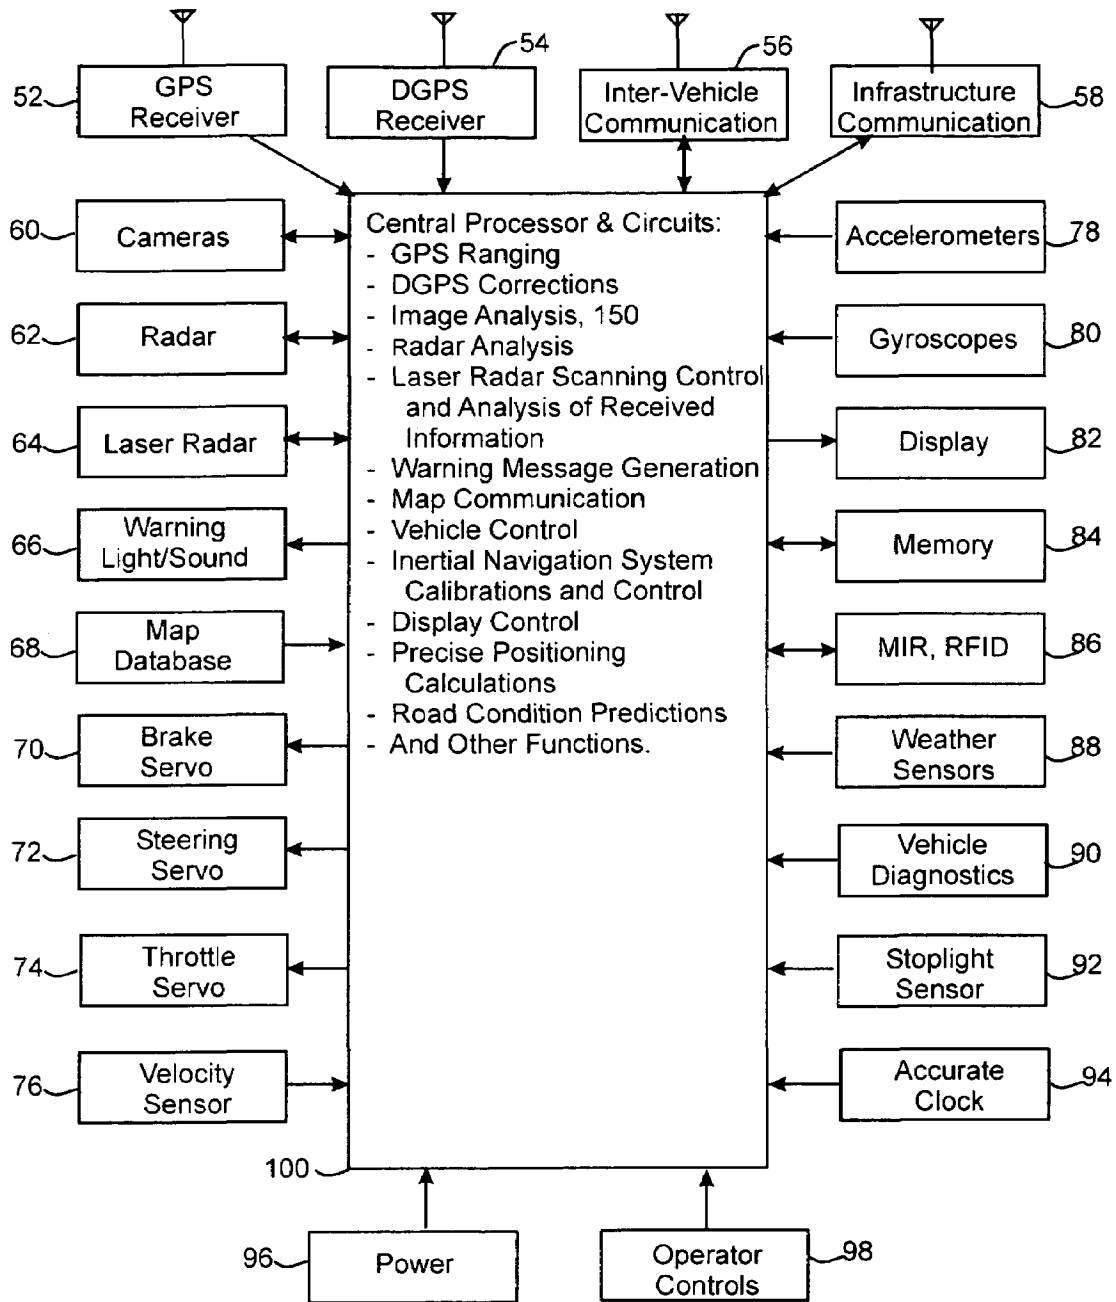 54
56
52
GPS
Receiver
DGPS
Receiver
Inter-Vehicle
Communication
Infrastructure
Communication
58
60
Cameras
62
Radar
64
Laser Radar
66
Warning
Light/Sound
68
Map
Database
70
Brake
Servo
72
Steering
Servo
74
Throttle
Servo
76
Velocity
Sensor
Central Processor & Circuits:
- GPS Ranging
- DGPS Corrections
- Image Analysis, 150
- Radar Analysis
- Laser Radar Scanning Control
and Analysis of Received
Information
- Warning Message Generation
- Map Communication
- Vehicle Control
- Inertial Navigation System
Calibrations and Control
- Display Control
- Precise Positioning
Calculations
- Road Condition Predictions
- And Other Functions.
100
Accelerometers
78
Gyroscopes
80
Display
82
Memory
84
MIR, RFID
86
Weather
Sensors
88
Vehicle
Diagnostics
90
Stoplight
Sensor
92
Accurate
Clock
94
96
Power
Operator
Controls
98